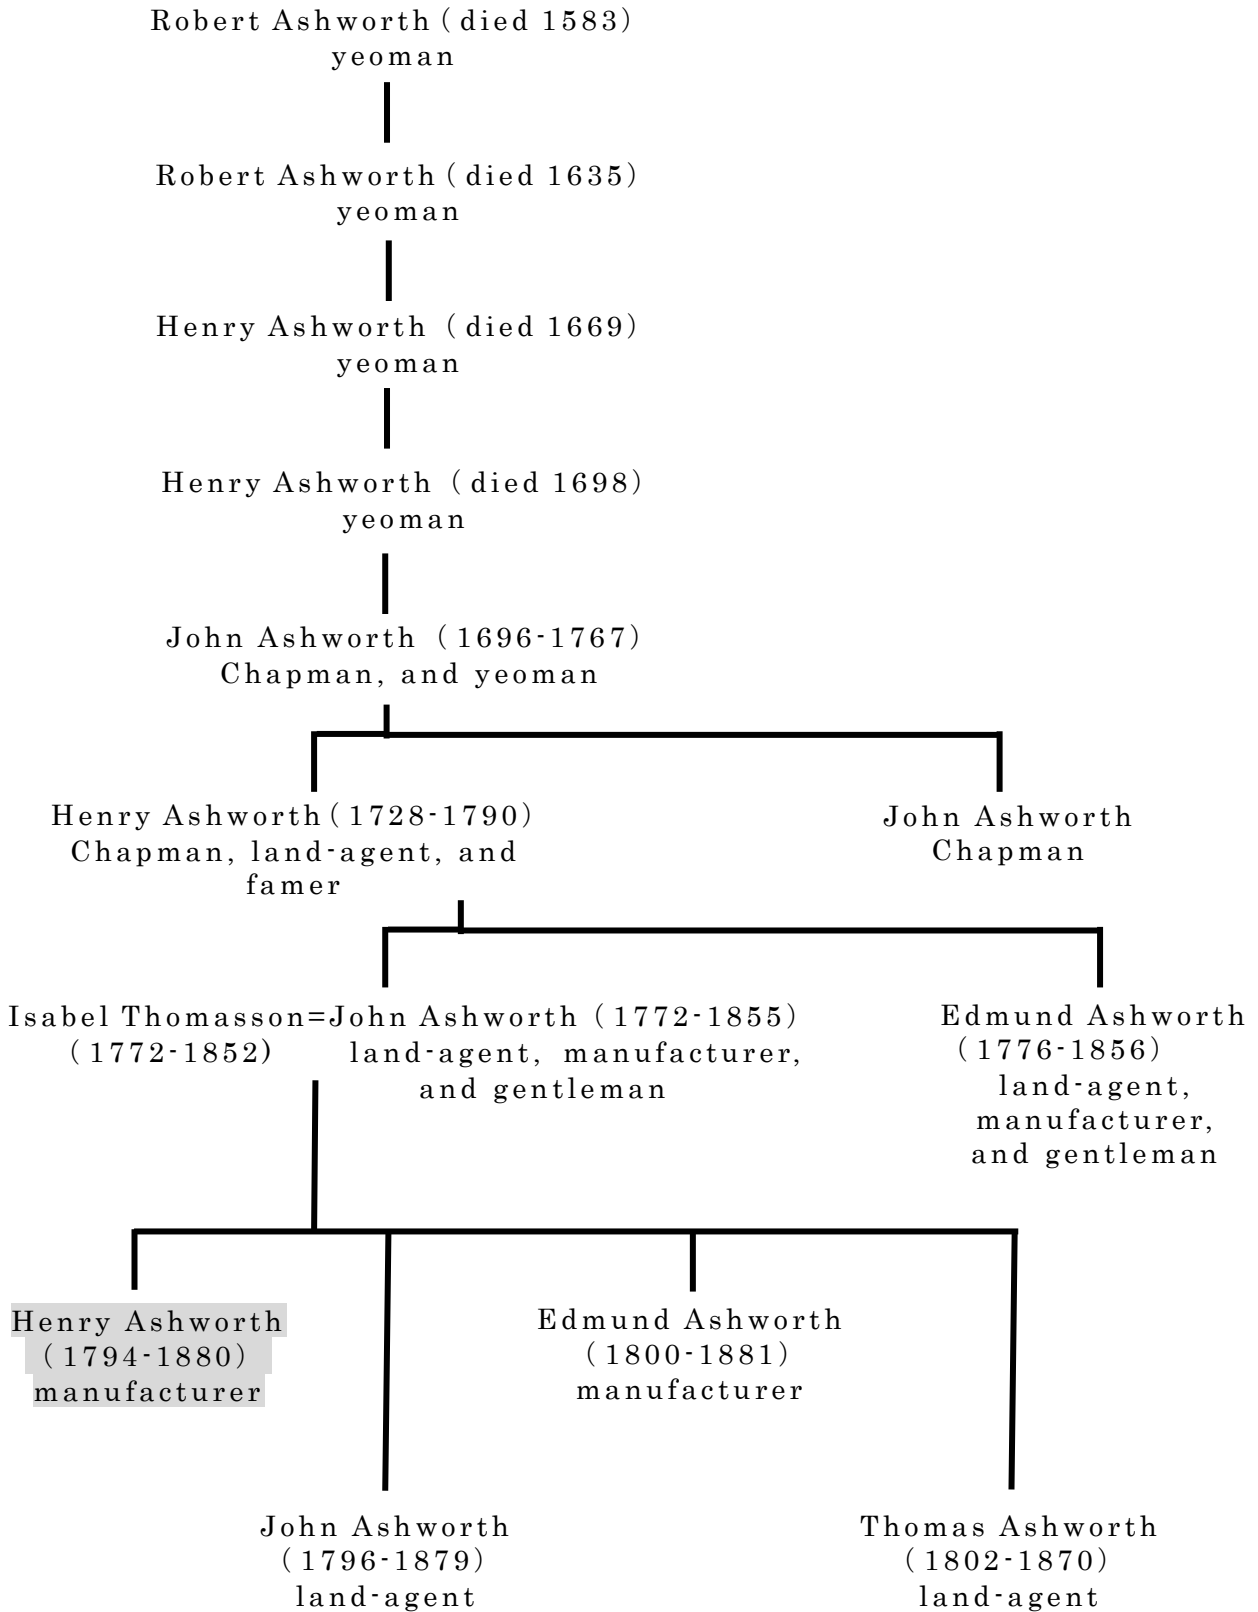 Robert Ashworth (died 1583)
yeoman
Robert Ashworth (died 1635)
yeoman
Henry Ashworth (died 1669)
yeoman
Henry Ashworth (died 1698)
yeoman
John Ashworth (1696-1767)
Chapman, and yeoman
Henry Ashworth (1728-1790)
Chapman, land-agent, and
famer
John Ashworth
Chapman
Isabel Thomasson=John Ashworth (1772-1855)
(1772-1852) land-agent, manufacturer,
and gentleman
Edmund Ashworth
(1776-1856)
land-agent,
manufacturer,
and gentleman
Henry Ashworth
(1794-1880)
manufacturer
Edmund Ashworth
(1800-1881)
manufacturer
John Ashworth
(1796-1879)
land-agent
Thomas Ashworth
(1802-1870)
land-agent